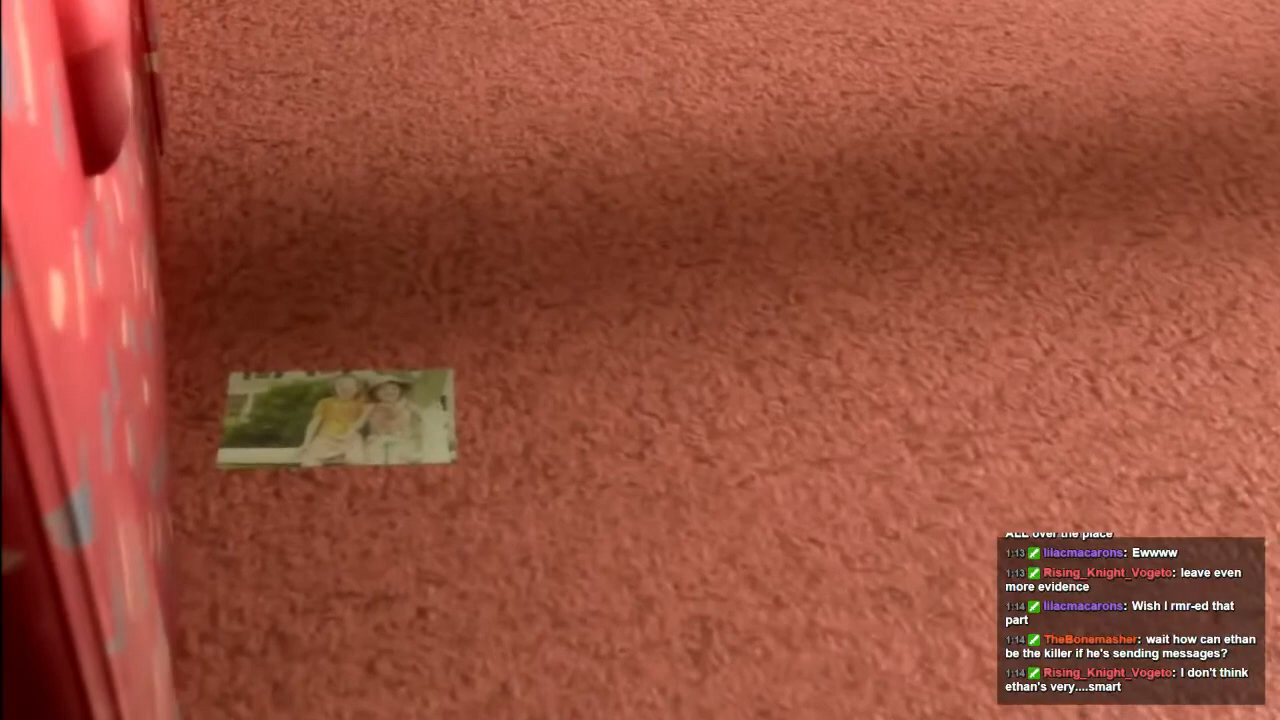 ALL over the place
1:13 lilacmacarons: Ewwww
1:13 Rising_Knight_Vogeto: leave even
more evidence
1:14 lilacmacarons: Wish I rmr-ed that
part
1:14 TheBonemasher: wait how can ethan
be the killer if he's sending messages?
1:14 Rising_Knight_Vogeto: I don't think
ethan's very....smart